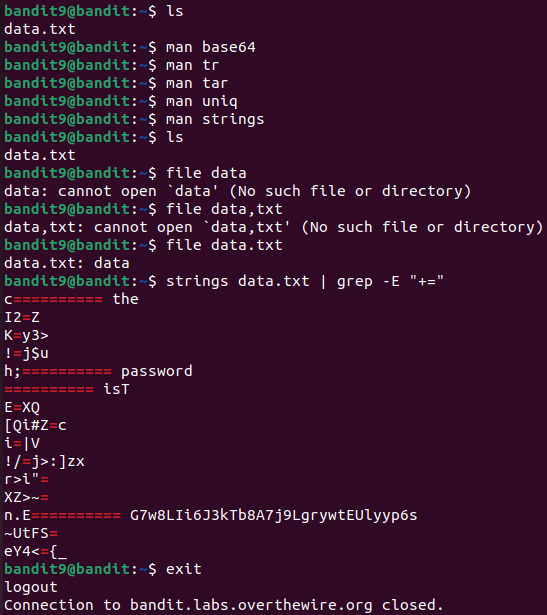 bandit9@bandit:~$ ls
data.txt
bandit9@bandit:~$ man base64
bandit9@bandit:~$ man tr
bandit9@bandit:~$ man tar
bandit9@bandit:~$ man uniq
bandit9@bandit:~$ man strings
bandit9@bandit:~$ ls
data.txt
bandit9@bandit:~$ file data
data: cannot open `data' (No such file or directory)
bandit9@bandit:~$ file data,txt
data,txt: cannot open `data,txt' (No such file or directory)
bandit9@bandit:~$ file data.txt
data.txt: data
bandit9@bandit:~$ strings data.txt | grep -E "+="
c========== the
I2=Z
K=y3>
!=j$u
h;========== password
========== isT
E=XQ
[Qi#Z=c
i=|V
!/=j>:]zx
r>i"=
XZ>~=
n.E========== G7w8LIi6J3kTb8A7j9LgrywtEUlyyp6s
~UtFS=
eY4<={_
bandit9@bandit:~$ exit
logout
Connection to bandit.labs.overthewire.org closed.